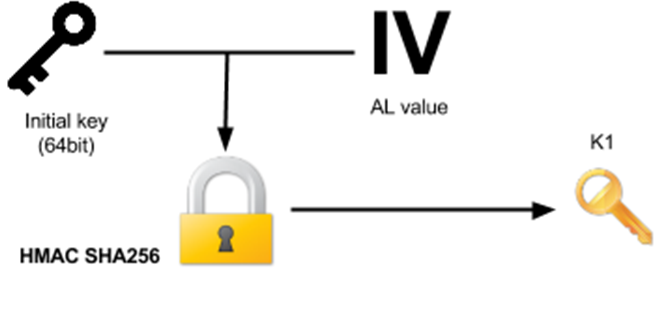 IV
Initial key
(64bit)
AL value
K1
HMAC SHA256